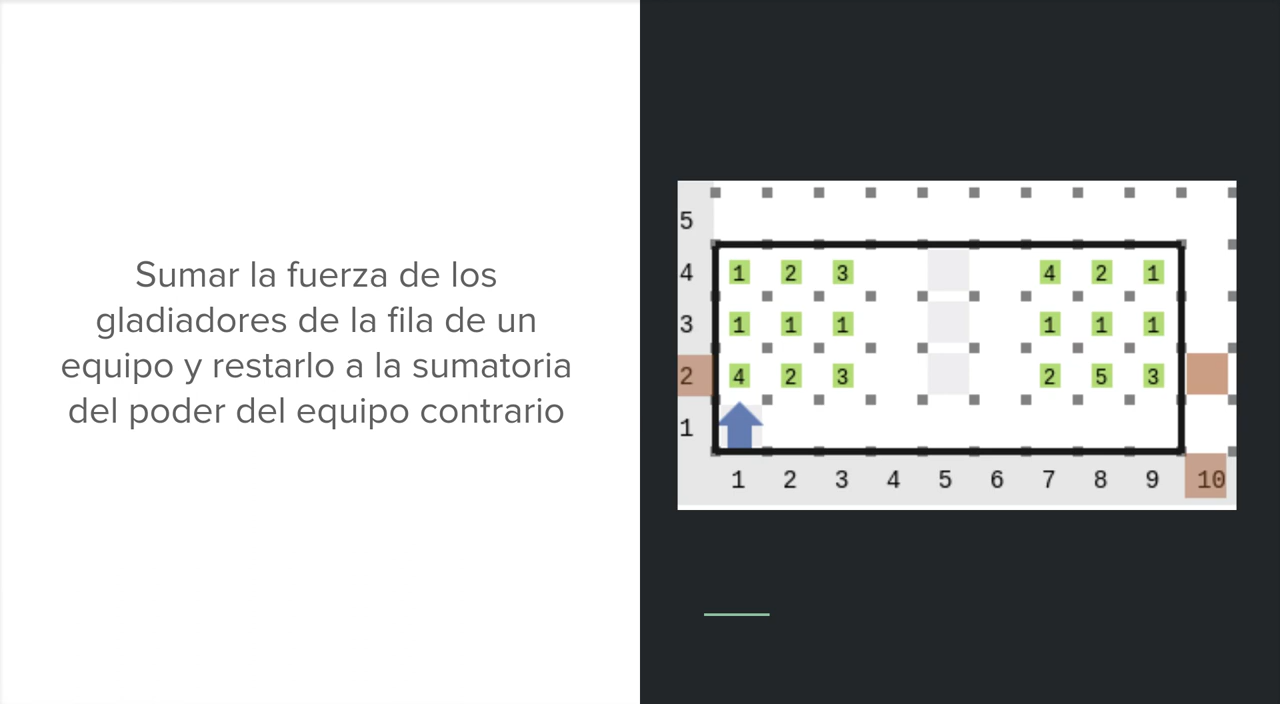 Sumar la fuerza de los
gladiadores de la fila de un
equipo y restarlo a la sumatoria
del poder del equipo contrario
5
4 1 2 3 4 2 1
3 1 1 1 1 1 1
2 4 2 3 2 5 3
1
1 2 3 4 5 6 7 8 9 10